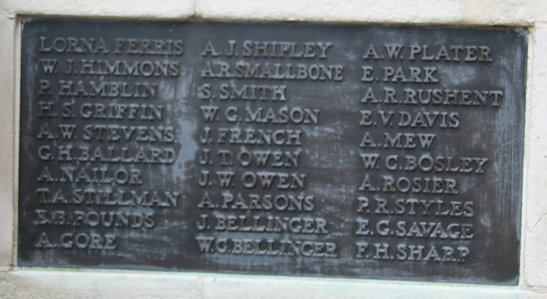 LORNA FERRIS
W.J.HIMMONS
P. HAMBLIN
H.S.GRIFFIN
A.W.STEVENS
G.H.BALLARD
A.NAILOR
T.A.STILLMAN
E.B.POUNDS
A.GORE
A.J.SHIPLEY
A.R.SMALLBONE
S.SMITH
W.G.MASON
J.FRENCH
J.T.OWEN
J.W.OWEN
A.PARSONS
J.BELLINGER
W.G.BELLINGER
A.W.PLATER
E.PARK
A.R.RUSHENT
E.V.DAVIS
A.MEW
W.G.BOSLEY
A.ROSIER
P.R.STYLES
E.G.SAVAGE
F.H.SHARP